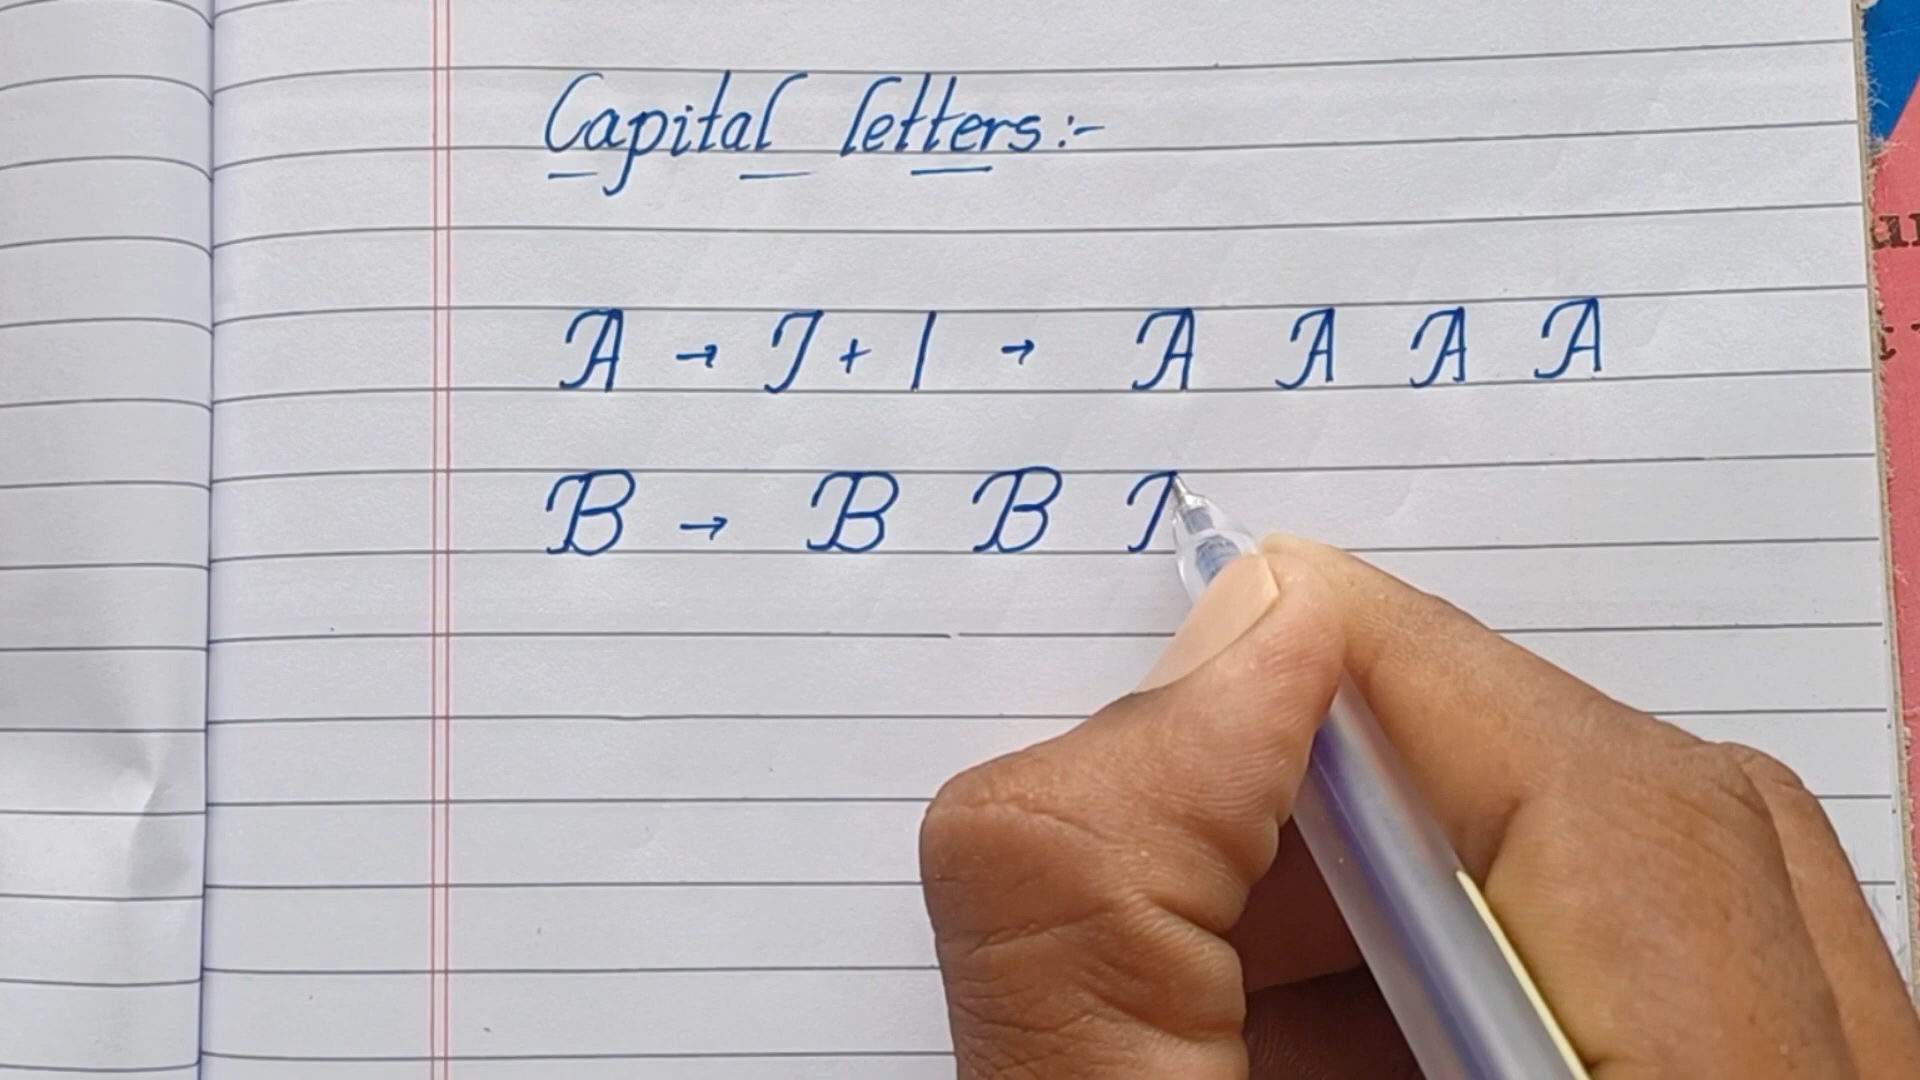 Capital letters:-
A → J + / → A A A A
B → B B